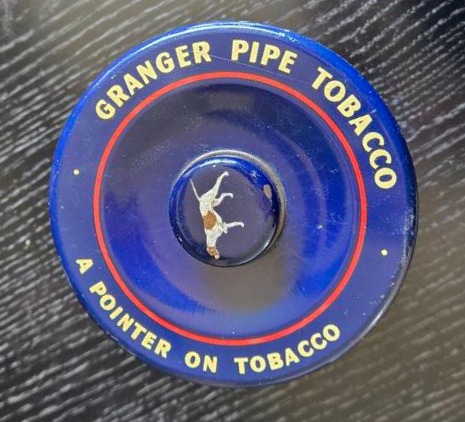 GRANGER PIPE TOBACCO
A POINTER ON TOBACCO